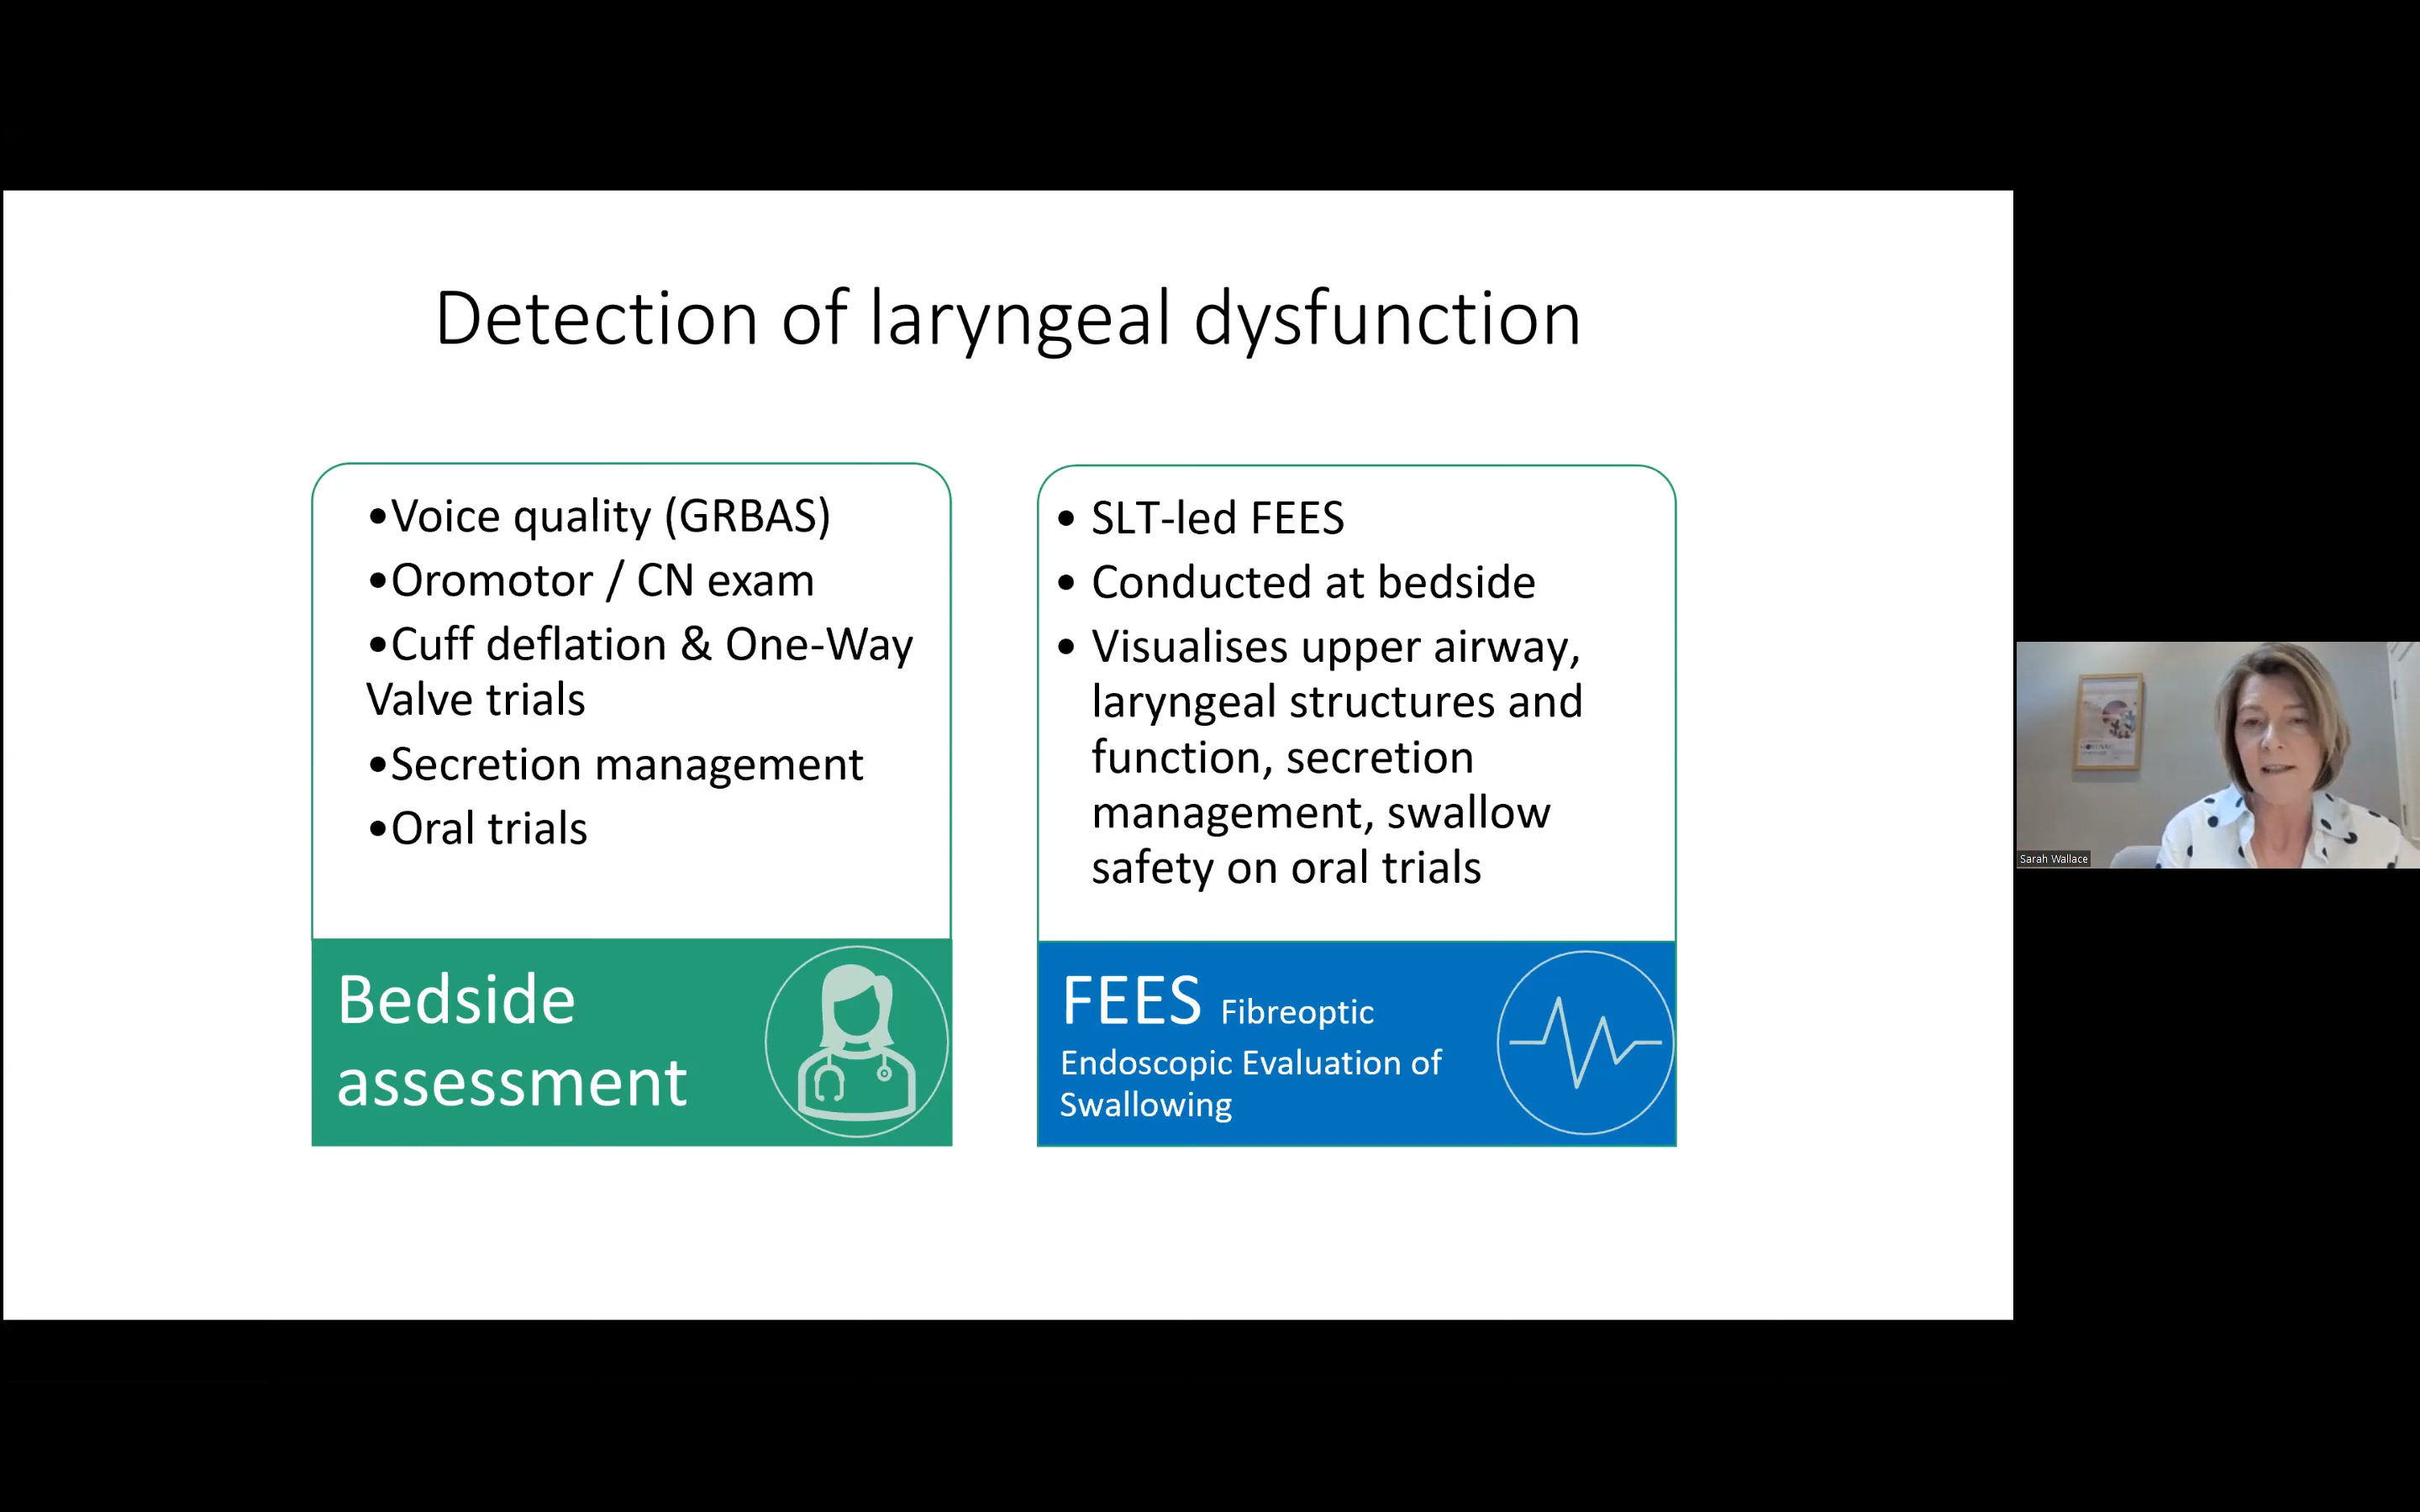 Detection of laryngeal dysfunction
•Voice quality (GRBAS)
•Oromotor / CN exam
•Cuff deflation & One-Way
Valve trials
•Secretion management
•Oral trials
Bedside
assessment
• SLT-led FEES
• Conducted at bedside
• Visualises upper airway,
laryngeal structures and
function, secretion
management, swallow
safety on oral trials
FEES Fibreoptic
Endoscopic Evaluation of
Swallowing
Sarah Wallace